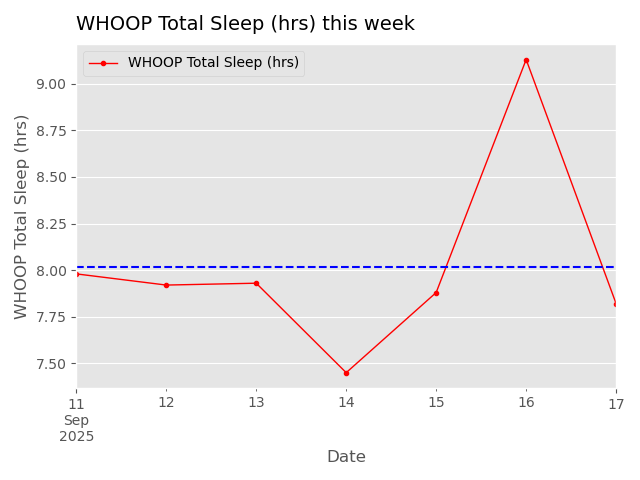 WHOOP Total Sleep (hrs) this week
WHOOP Total Sleep (hrs)
WHOOP Total Sleep (hrs)
9.00
8.75
8.50
8.25
8.00
7.75
7.50
11 12 13 14 15 16 17
Sep
2025
Date